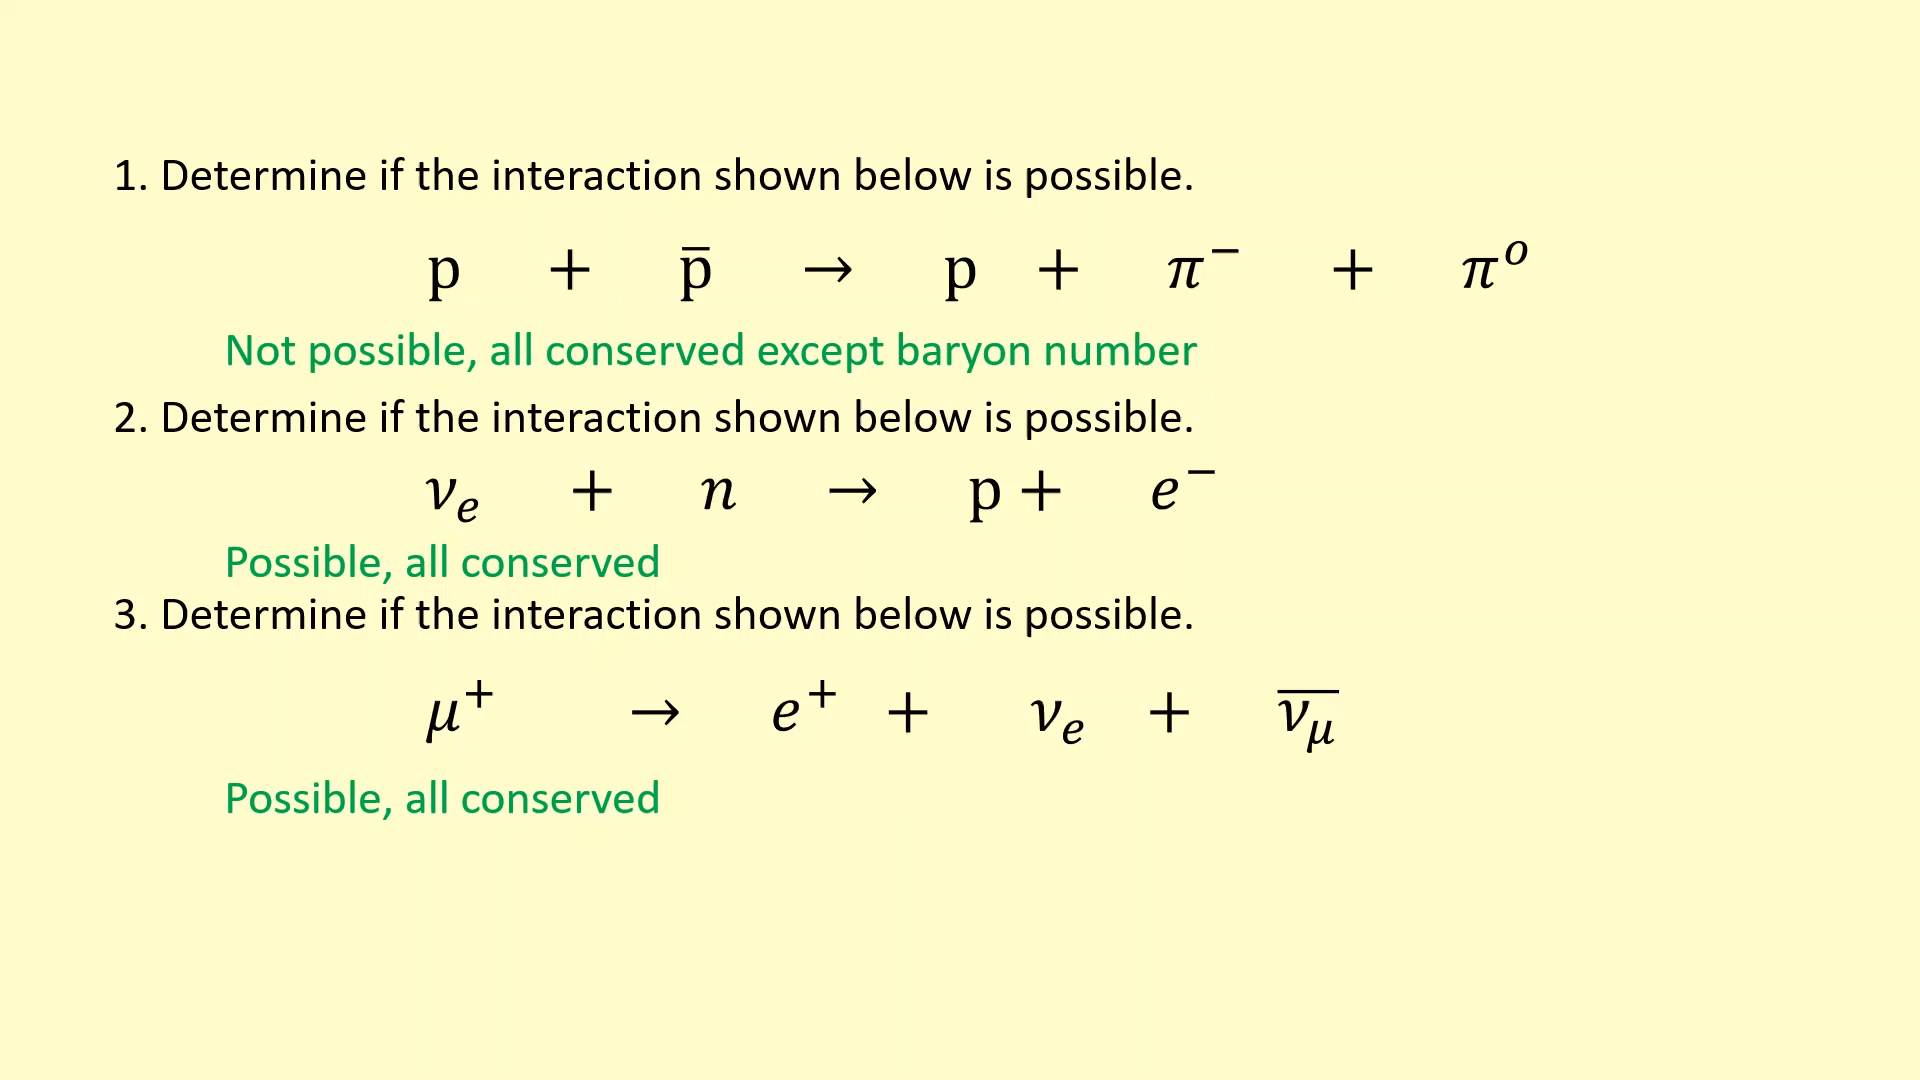 1. Determine if the interaction shown below is possible.
p + p̅ → p + π⁻ + πᵒ
Not possible, all conserved except baryon number
2. Determine if the interaction shown below is possible.
νₑ + n → p + e⁻
Possible, all conserved
3. Determine if the interaction shown below is possible.
μ⁺ → e⁺ + νₑ + ν̅_μ̅
Possible, all conserved